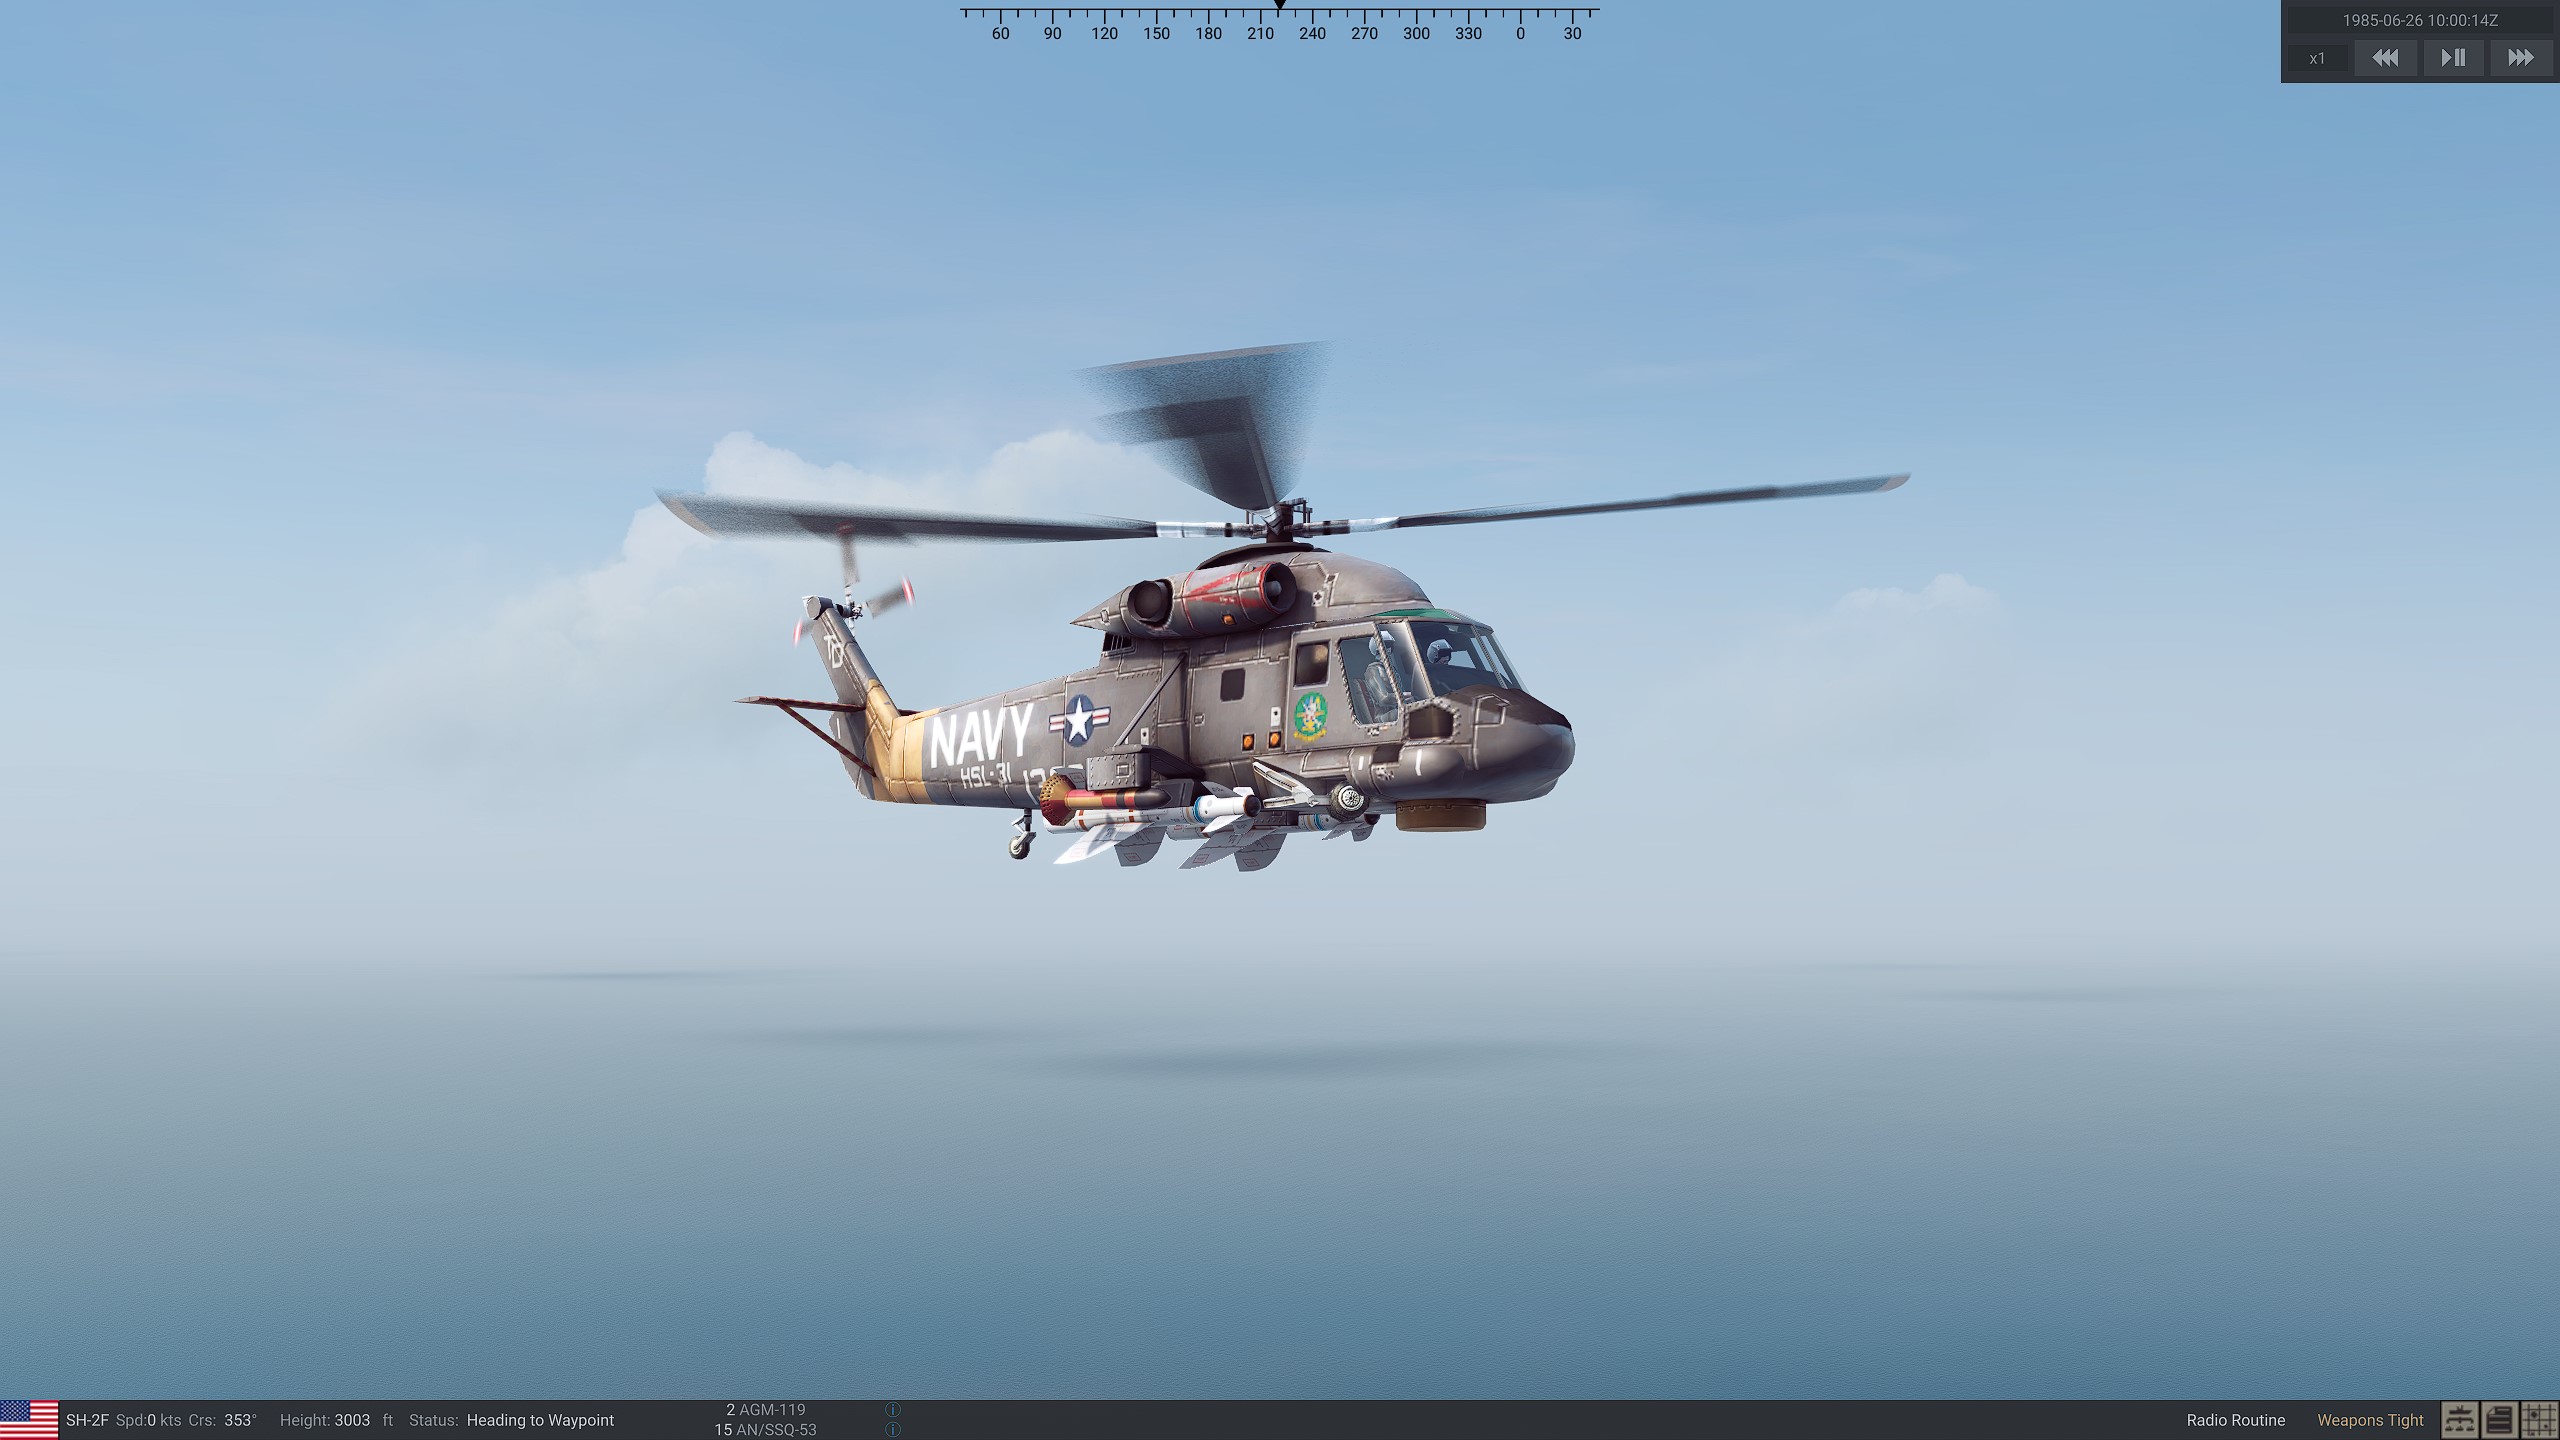 60 90 120 150 180 210 240 270 300 330 0 30
1985-06-26 10:00:14Z
x1
TD
NAVY
HSL-31
1
SH-2F Spd:0 kts Crs: 353° Height: 3003 ft Status: Heading to Waypoint
2 AGM-119
15 AN/SSQ-53
Radio Routine Weapons Tight